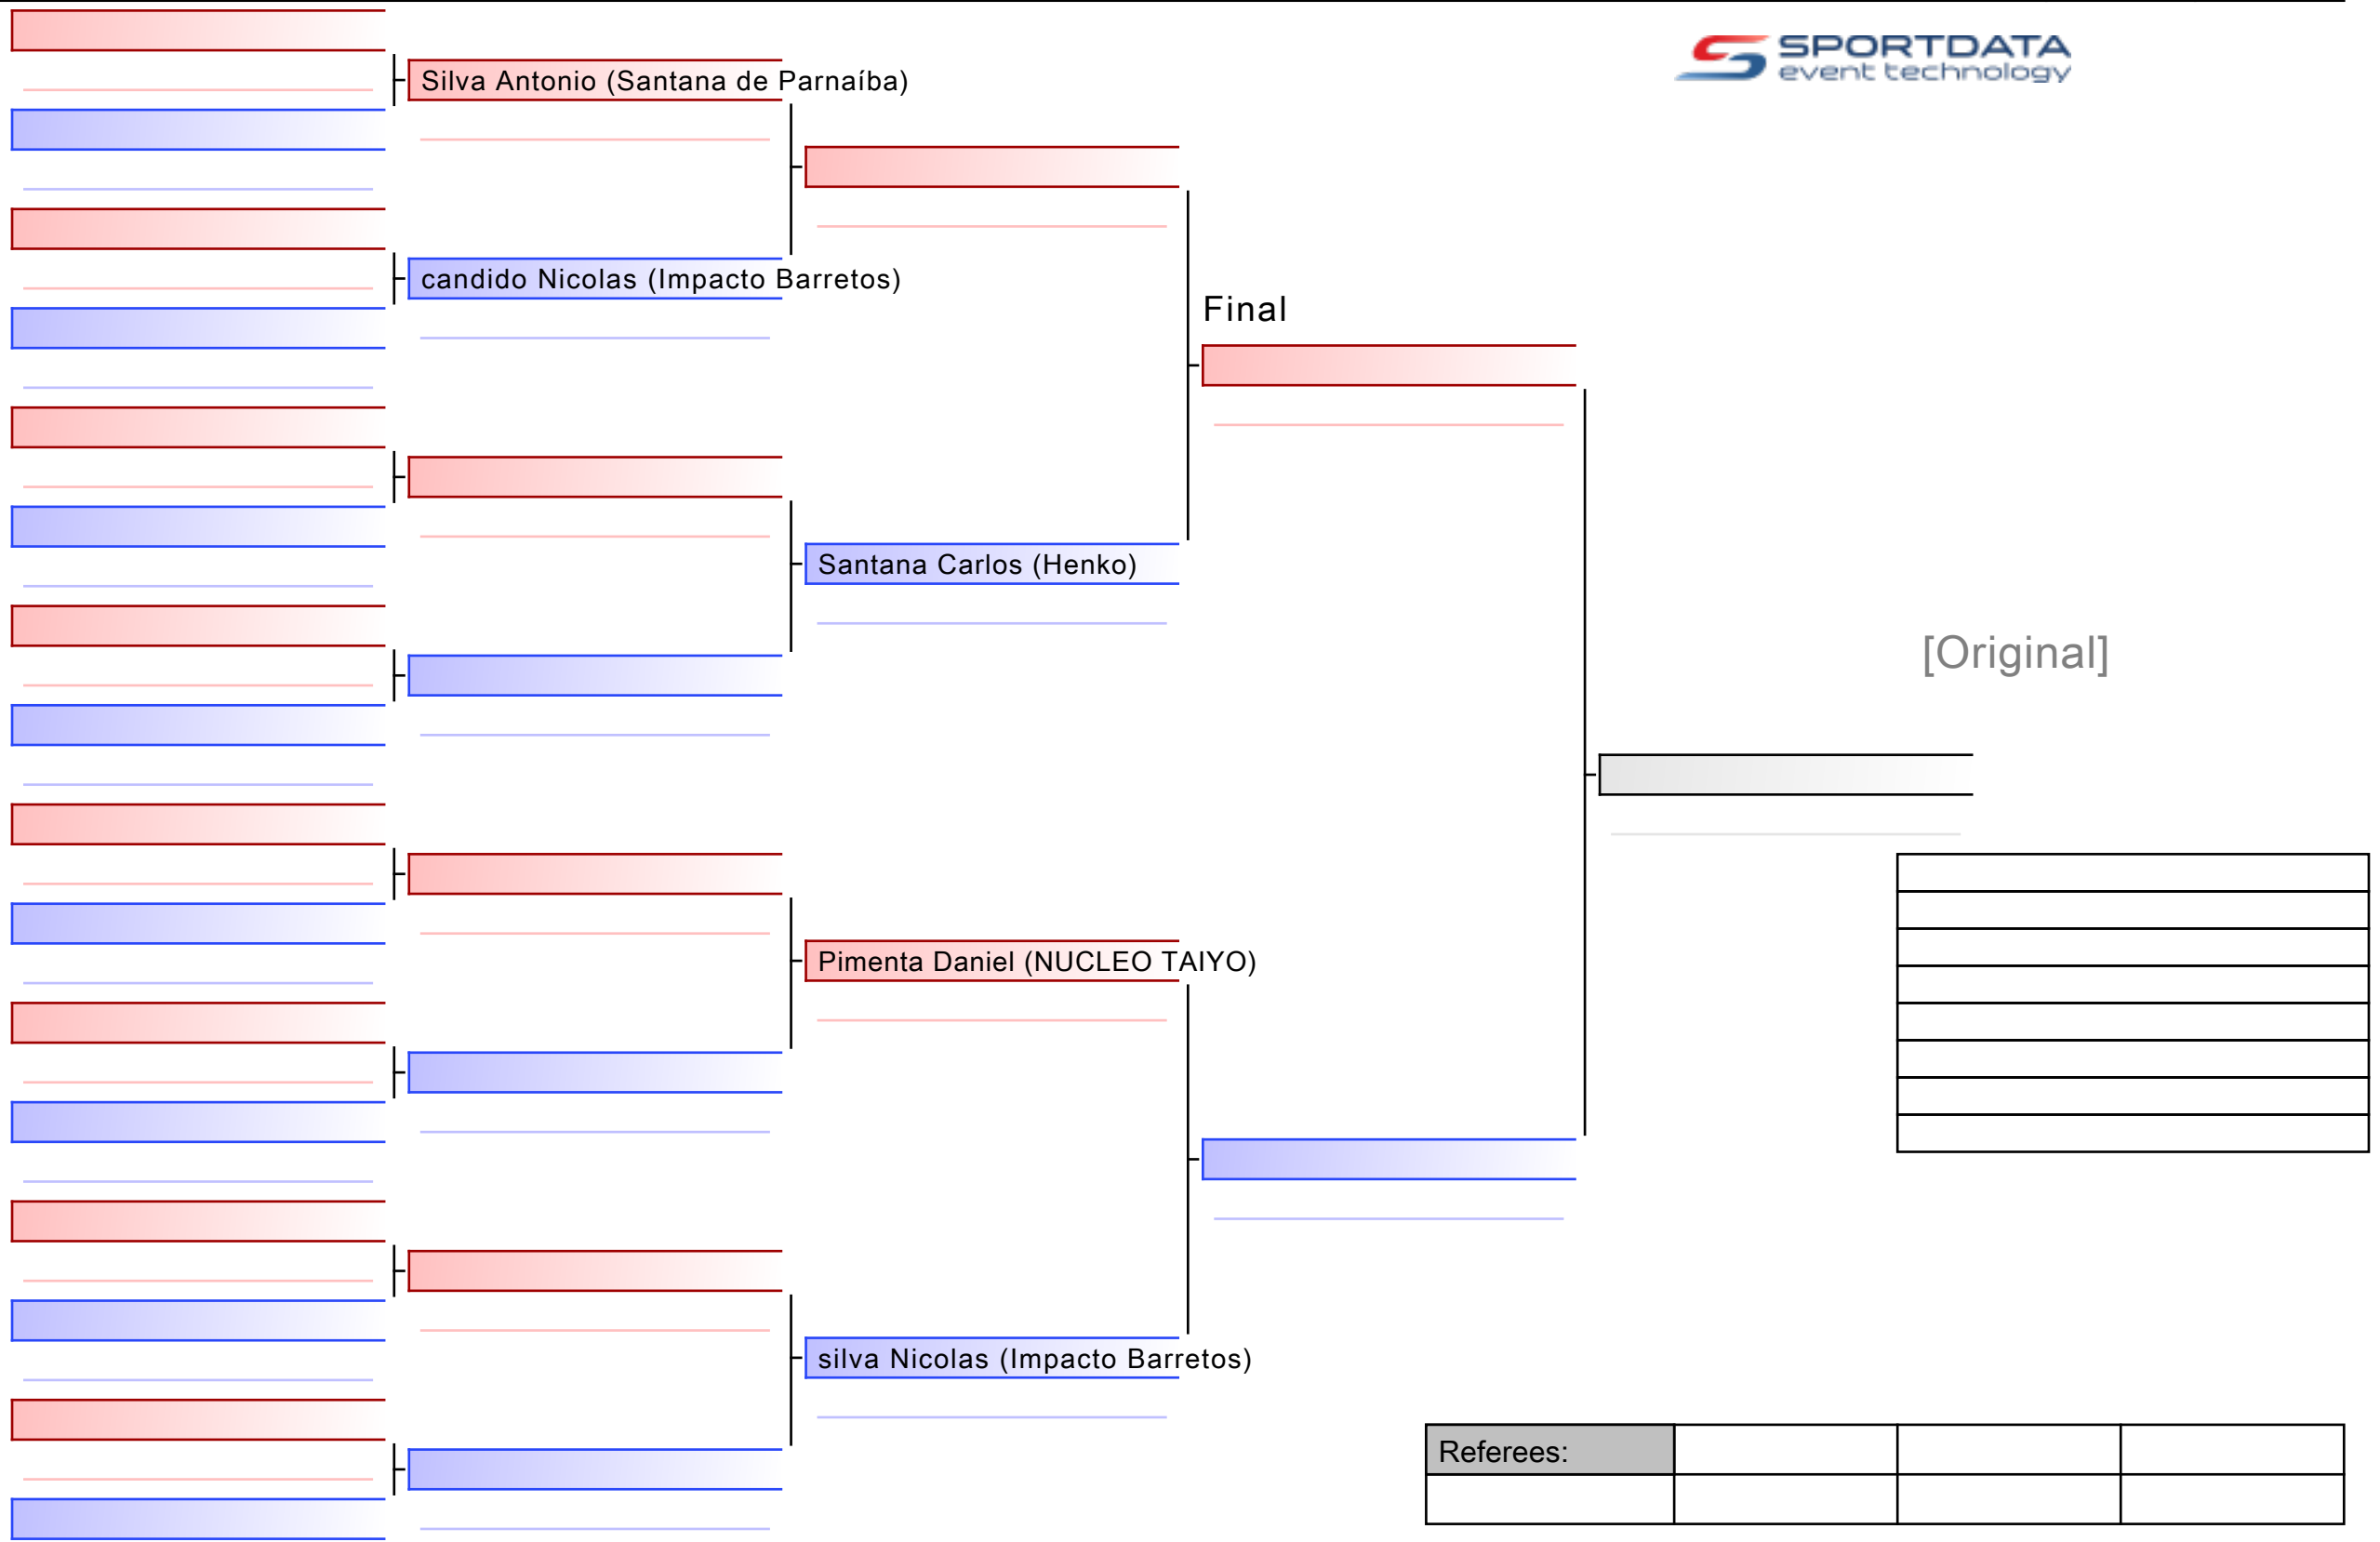 SPORTDATA
event technology
Silva Antonio (Santana de Parnaíba)
candido Nicolas (Impacto Barretos)
Final
Santana Carlos (Henko)
[Original]
Pimenta Daniel (NUCLEO TAIYO)
silva Nicolas (Impacto Barretos)
Referees: